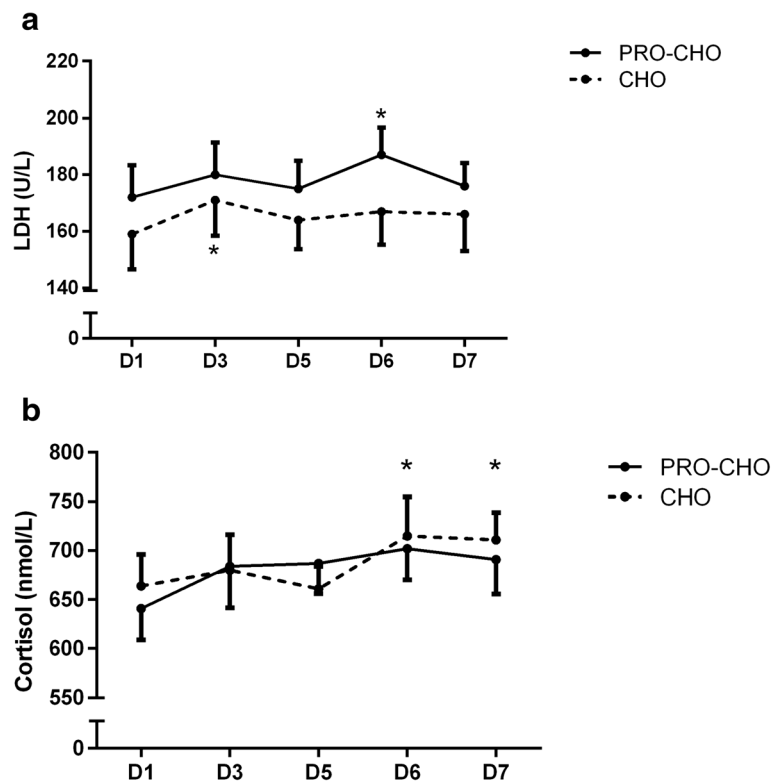 a
PRO-CHO
CHO
LDH (U/L)
220
200
180
160
140
0
*
*
D1 D3 D5 D6 D7
b
PRO-CHO
CHO
Cortisol (nmol/L)
800
750
700
650
600
550
0
* *
D1 D3 D5 D6 D7